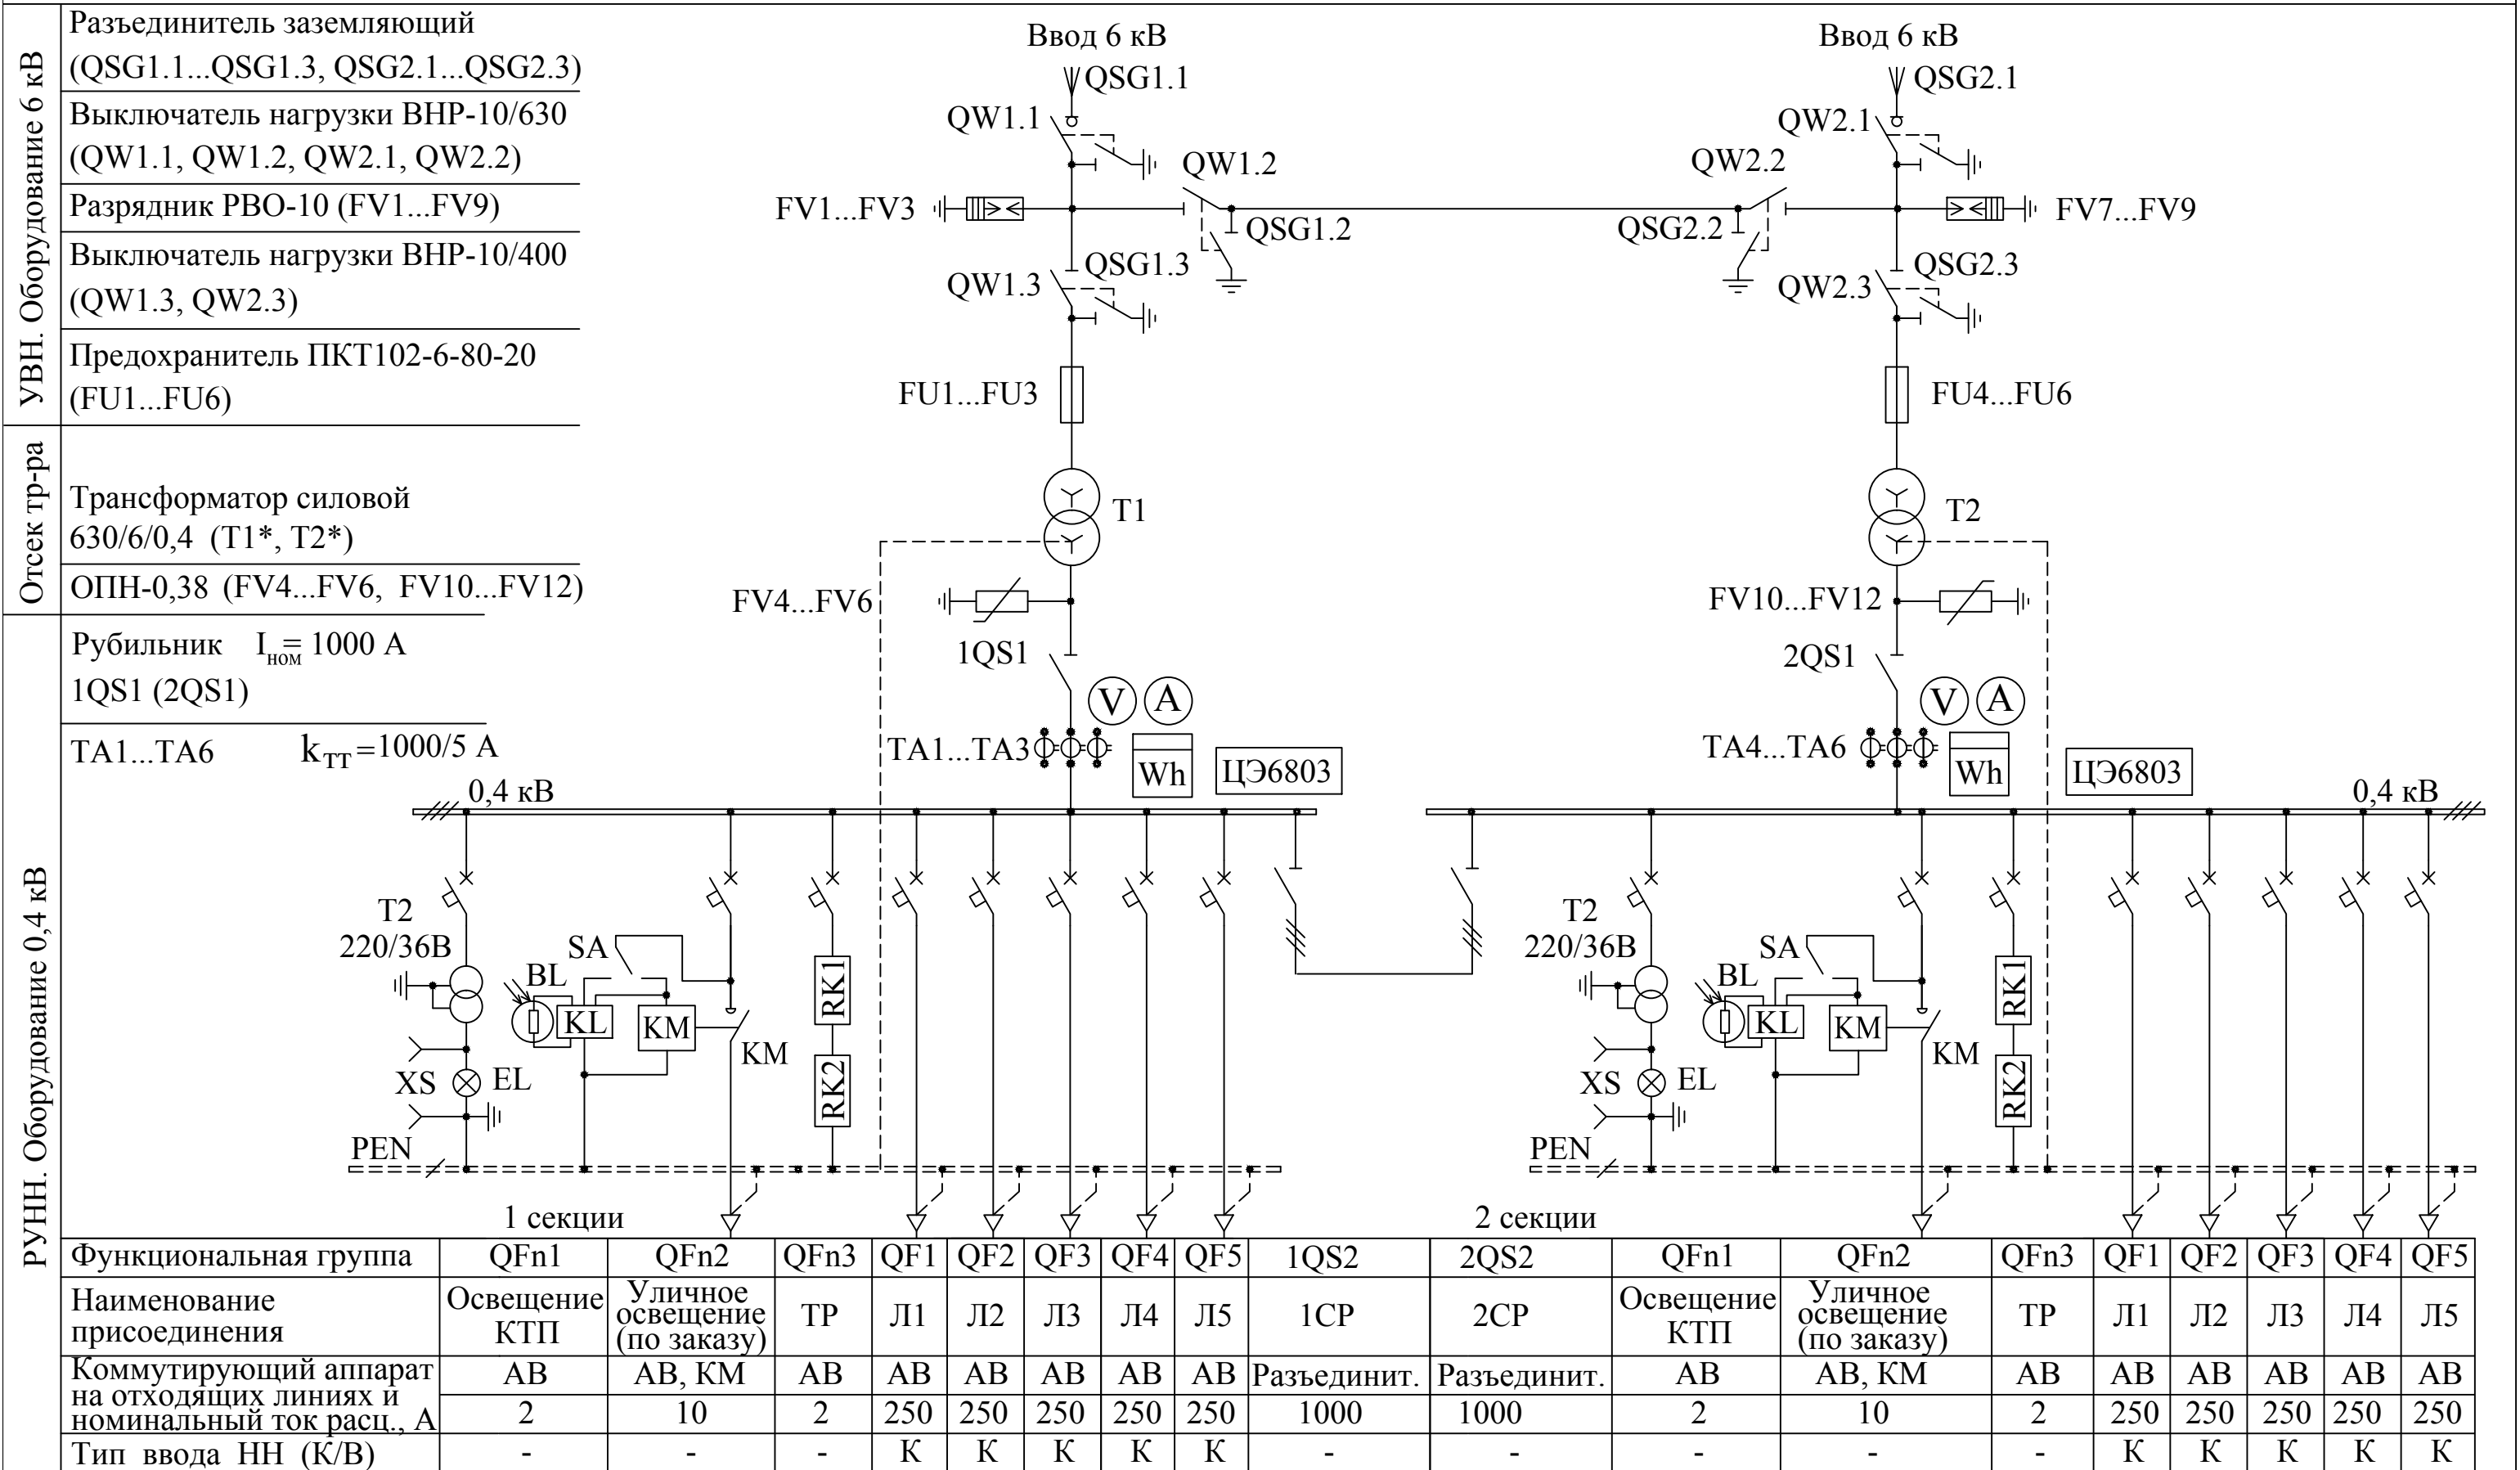 УВН. Оборудование 6 кВ
Разъединитель заземляющий
(QSG1.1...QSG1.3, QSG2.1...QSG2.3)
Выключатель нагрузки ВНР-10/630
(QW1.1, QW1.2, QW2.1, QW2.2)
Разрядник РВО-10 (FV1...FV9)
Выключатель нагрузки ВНР-10/400
(QW1.3, QW2.3)
Предохранитель ПКТ102-6-80-20
(FU1...FU6)
Отсек тр-ра
Трансформатор силовой
630/6/0,4 (Т1*, Т2*)
ОПН-0,38 (FV4...FV6, FV10...FV12)
РУНН. Оборудование 0,4 кВ
Рубильник Iном= 1000 А
1QS1 (2QS1)
ТА1...ТА6 kТТ=1000/5 А
Ввод 6 кВ
QSG1.1
QW1.1
QW1.2
FV1...FV3
QSG1.2
QSG1.3
QW1.3
FU1...FU3
Т1
FV4...FV6
1QS1
V A
ТА1...ТА3
Wh
ЦЭ6803
0,4 кВ
Ввод 6 кВ
QSG2.1
QW2.1
QW2.2
FV7...FV9
QSG2.2
QSG2.3
QW2.3
FU4...FU6
Т2
FV10...FV12
2QS1
V A
ТА4...ТА6
Wh
ЦЭ6803
0,4 кВ
Т2
220/36В
SA
BL
KL
KM
KM
RK1
RK2
XS
EL
PEN
1 секции
Т2
220/36В
SA
BL
KL
KM
KM
RK1
RK2
XS
EL
PEN
2 секции
Функциональная группа QFn1 QFn2 QFn3 QF1 QF2 QF3 QF4 QF5 1QS2 2QS2 QFn1 QFn2 QFn3 QF1 QF2 QF3 QF4 QF5
Наименование
присоединения
Освещение
КТП
Уличное
освещение
(по заказу)
ТР Л1 Л2 Л3 Л4 Л5 1СР 2СР
Освещение
КТП
Уличное
освещение
(по заказу)
ТР Л1 Л2 Л3 Л4 Л5
Коммутирующий аппарат
на отходящих линиях и
номинальный ток расц., А
АВ АВ, КМ АВ АВ АВ АВ АВ АВ Разъединит. Разъединит. АВ АВ, КМ АВ АВ АВ АВ АВ АВ
2 10 2 250 250 250 250 250 1000 1000 2 10 2 250 250 250 250 250
Тип ввода НН (К/В) - - - К К К К К - - - - - К К К К К